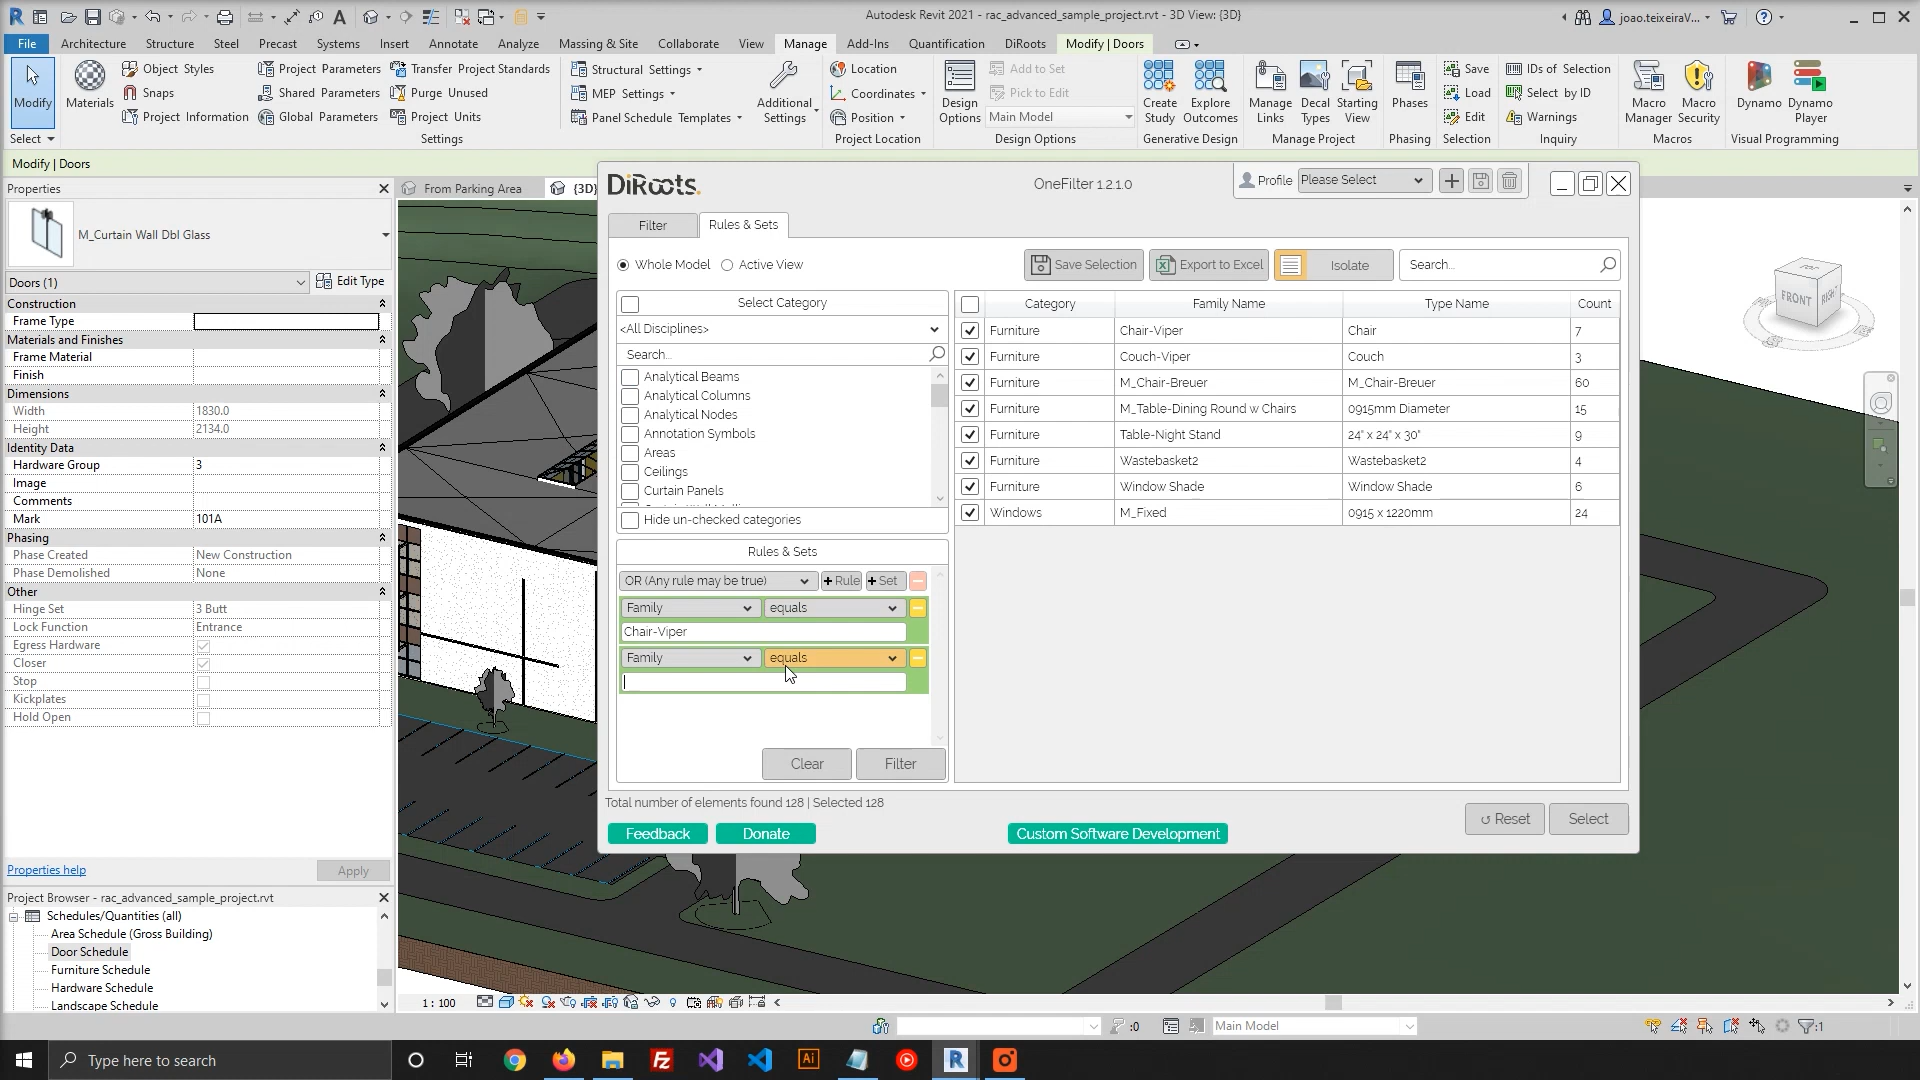 Autodesk Revit 2021 - rac_advanced_sample_project.rvt - 3D View: {3D}
joao.teixeiraV...
File Architecture Structure Steel Precast Systems Insert Annotate Analyze Massing & Site Collaborate View Manage Add-Ins Quantification DiRoots Modify | Doors
Modify
Select
Materials
Object Styles
Snaps
Project Information
Project Parameters
Shared Parameters
Global Parameters
Transfer Project Standards
Purge Unused
Project Units
Settings
Structural Settings
MEP Settings
Panel Schedule Templates
Additional Settings
Location
Coordinates
Position
Project Location
Design Options
Add to Set
Pick to Edit
Main Model
Design Options
Create Study
Explore Outcomes
Generative Design
Manage Links
Decal Types
Starting View
Manage Project
Phases
Phasing
Save
Load
Edit
Selection
IDs of Selection
Select by ID
Warnings
Inquiry
Macro Manager
Macro Security
Macros
Dynamo
Dynamo Player
Visual Programming
Modify | Doors
Properties
M_Curtain Wall Dbl Glass
Doors (1)
Edit Type
Construction
Frame Type
Materials and Finishes
Frame Material
Finish
Dimensions
Width 1830.0
Height 2134.0
Identity Data
Hardware Group 3
Image
Comments
Mark 101A
Phasing
Phase Created New Construction
Phase Demolished None
Other
Hinge Set 3 Butt
Lock Function Entrance
Egress Hardware
Closer
Stop
Kickplates
Hold Open
Properties help
Apply
Project Browser - rac_advanced_sample_project.rvt
Schedules/Quantities (all)
Area Schedule (Gross Building)
Door Schedule
Furniture Schedule
Hardware Schedule
Landscape Schedule
From Parking Area
{3D}
FRONT
RIGHT
DiRoots.
OneFilter 1.2.1.0
Profile
Please Select
Filter
Rules & Sets
Whole Model
Active View
Save Selection
Export to Excel
Isolate
Search...
Select Category
<All Disciplines>
Search...
Analytical Beams
Analytical Columns
Analytical Nodes
Annotation Symbols
Areas
Ceilings
Curtain Panels
Hide un-checked categories
Rules & Sets
OR (Any rule may be true)
+ Rule
+ Set
Family
equals
Chair-Viper
Family
equals
Clear
Filter
Category Family Name Type Name Count
Furniture Chair-Viper Chair 7
Furniture Couch-Viper Couch 3
Furniture M_Chair-Breuer M_Chair-Breuer 60
Furniture M_Table-Dining Round w Chairs 0915mm Diameter 15
Furniture Table-Night Stand 24" x 24" x 30" 9
Furniture Wastebasket2 Wastebasket2 4
Furniture Window Shade Window Shade 6
Windows M_Fixed 0915 x 1220mm 24
Total number of elements found 128 | Selected 128
Feedback
Donate
Custom Software Development
Reset
Select
1 : 100
:0
Main Model
:1
Type here to search